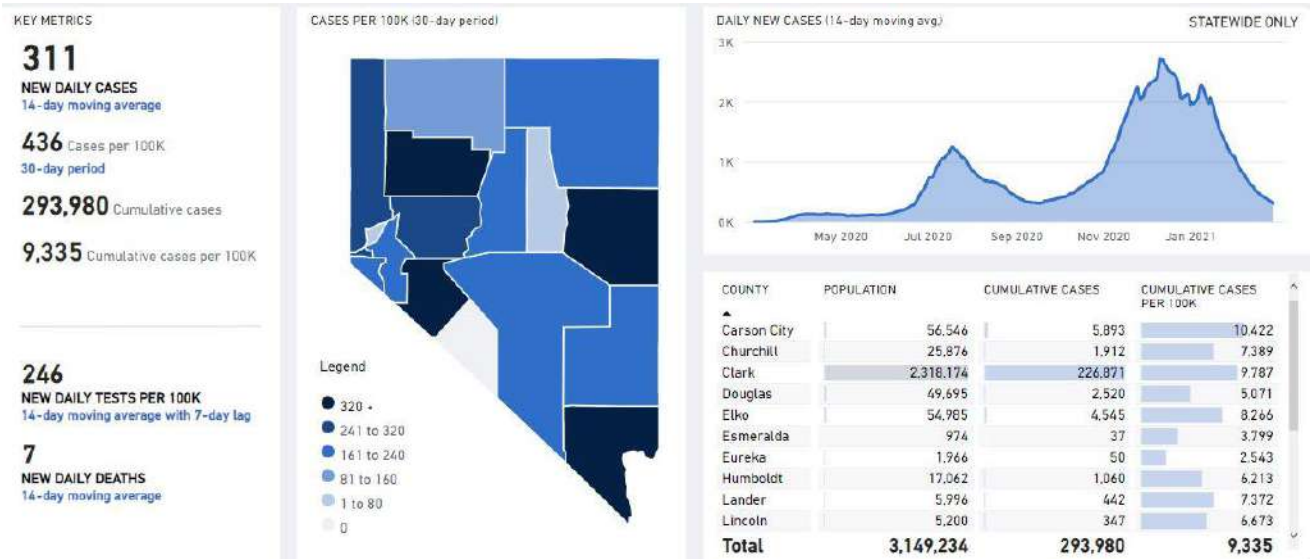 KEY METRICS
311
NEW DAILY CASES
14-day moving average
436 Cases per 100K
30-day period
293,980 Cumulative cases
9,335 Cumulative cases per 100K
246
NEW DAILY TESTS PER 100K
14-day moving average with 7-day lag
7
NEW DAILY DEATHS
14-day moving average
CASES PER 100K (30-day period)
Legend
320 +
241 to 320
161 to 240
81 to 160
1 to 80
0
DAILY NEW CASES (14-day moving avg.) STATEWIDE ONLY
3K
2K
1K
0K
May 2020 Jul 2020 Sep 2020 Nov 2020 Jan 2021
COUNTY POPULATION CUMULATIVE CASES CUMULATIVE CASES
PER 100K
Carson City 56,546 5,893 10,422
Churchill 25,876 1,912 7,389
Clark 2,318,174 226,871 9,787
Douglas 49,695 2,520 5,071
Elko 54,985 4,545 8,266
Esmeralda 974 37 3,799
Eureka 1,966 50 2,543
Humboldt 17,062 1,060 6,213
Lander 5,996 442 7,372
Lincoln 5,200 347 6,673
Total 3,149,234 293,980 9,335